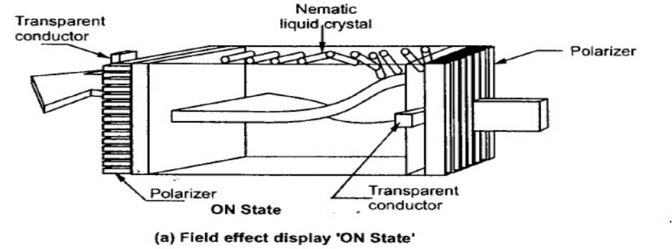 Nematic
liquid crystal
Transparent
conductor
Polarizer
Polarizer
Transparent
conductor
ON State
(a) Field effect display 'ON State'